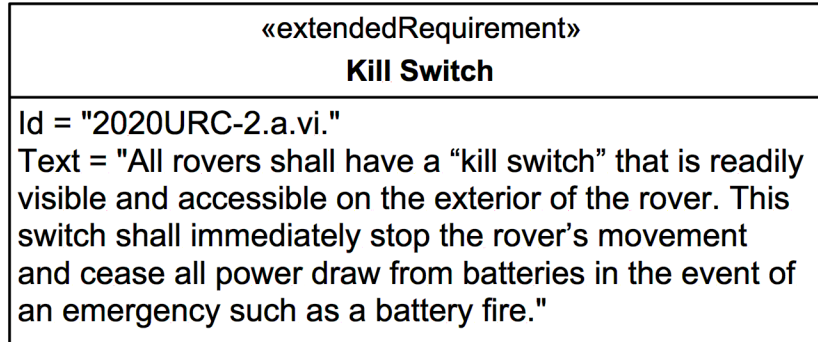 «extendedRequirement»
Kill Switch
Id = "2020URC-2.a.vi."
Text = "All rovers shall have a “kill switch” that is readily
visible and accessible on the exterior of the rover. This
switch shall immediately stop the rover’s movement
and cease all power draw from batteries in the event of
an emergency such as a battery fire."